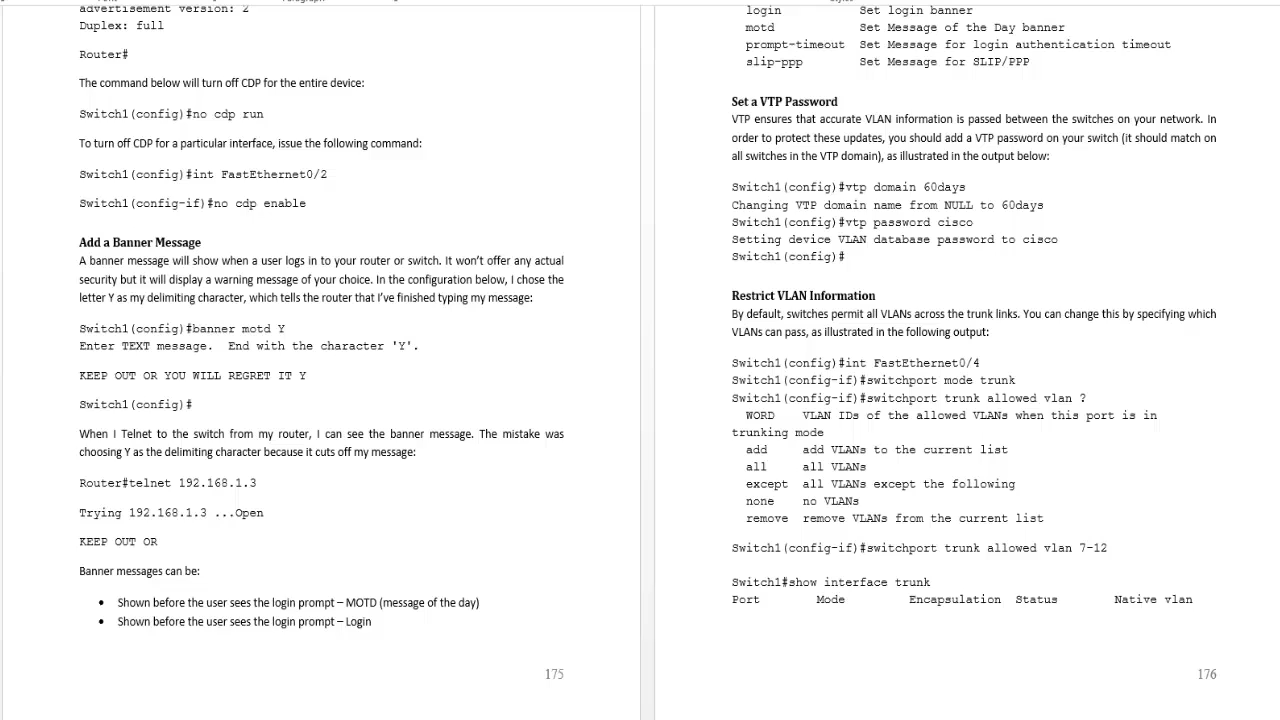 advertisement version: 2
Duplex: full
Router#
The command below will turn off CDP for the entire device:
Switch1(config)#no cdp run
To turn off CDP for a particular interface, issue the following command:
Switch1(config)#int FastEthernet0/2
Switch1(config-if)#no cdp enable
Add a Banner Message
A banner message will show when a user logs in to your router or switch. It won’t offer any actual
security but it will display a warning message of your choice. In the configuration below, I chose the
letter Y as my delimiting character, which tells the router that I’ve finished typing my message:
Switch1(config)#banner motd Y
Enter TEXT message.  End with the character 'Y'.
KEEP OUT OR YOU WILL REGRET IT Y
Switch1(config)#
When I Telnet to the switch from my router, I can see the banner message. The mistake was
choosing Y as the delimiting character because it cuts off my message:
Router#telnet 192.168.1.3
Trying 192.168.1.3 ...Open
KEEP OUT OR
Banner messages can be:
• Shown before the user sees the login prompt – MOTD (message of the day)
• Shown before the user sees the login prompt – Login
175
login Set login banner
motd Set Message of the Day banner
prompt-timeout Set Message for login authentication timeout
slip-ppp Set Message for SLIP/PPP
Set a VTP Password
VTP ensures that accurate VLAN information is passed between the switches on your network. In
order to protect these updates, you should add a VTP password on your switch (it should match on
all switches in the VTP domain), as illustrated in the output below:
Switch1(config)#vtp domain 60days
Changing VTP domain name from NULL to 60days
Switch1(config)#vtp password cisco
Setting device VLAN database password to cisco
Switch1(config)#
Restrict VLAN Information
By default, switches permit all VLANs across the trunk links. You can change this by specifying which
VLANs can pass, as illustrated in the following output:
Switch1(config)#int FastEthernet0/4
Switch1(config-if)#switchport mode trunk
Switch1(config-if)#switchport trunk allowed vlan ?
WORD VLAN IDs of the allowed VLANs when this port is in
trunking mode
add add VLANs to the current list
all all VLANs
except all VLANs except the following
none no VLANs
remove remove VLANs from the current list
Switch1(config-if)#switchport trunk allowed vlan 7-12
Switch1#show interface trunk
Port Mode Encapsulation Status Native vlan
176